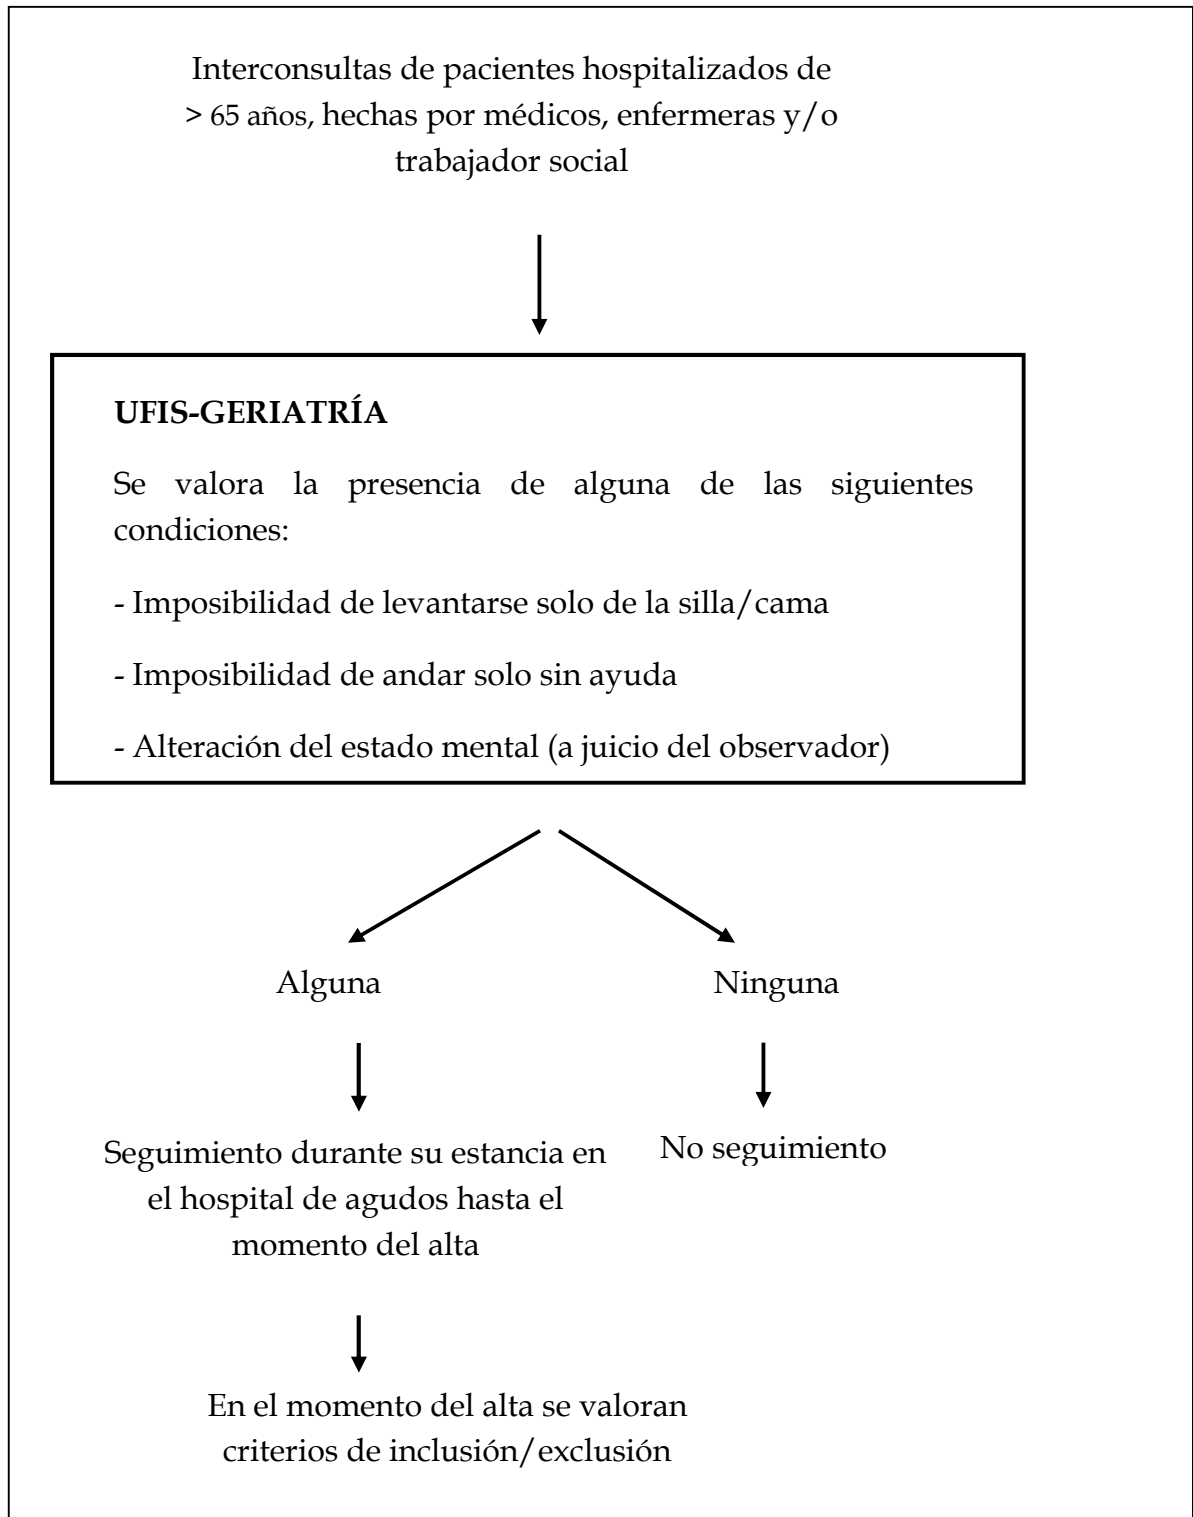 Interconsultas de pacientes hospitalizados de
> 65 años, hechas por médicos, enfermeras y/o
trabajador social
UFIS-GERIATRÍA
Se valora la presencia de alguna de las siguientes
condiciones:
- Imposibilidad de levantarse solo de la silla/cama
- Imposibilidad de andar solo sin ayuda
- Alteración del estado mental (a juicio del observador)
Alguna
Ninguna
Seguimiento durante su estancia en
el hospital de agudos hasta el
momento del alta
No seguimiento
En el momento del alta se valoran
criterios de inclusión/exclusión